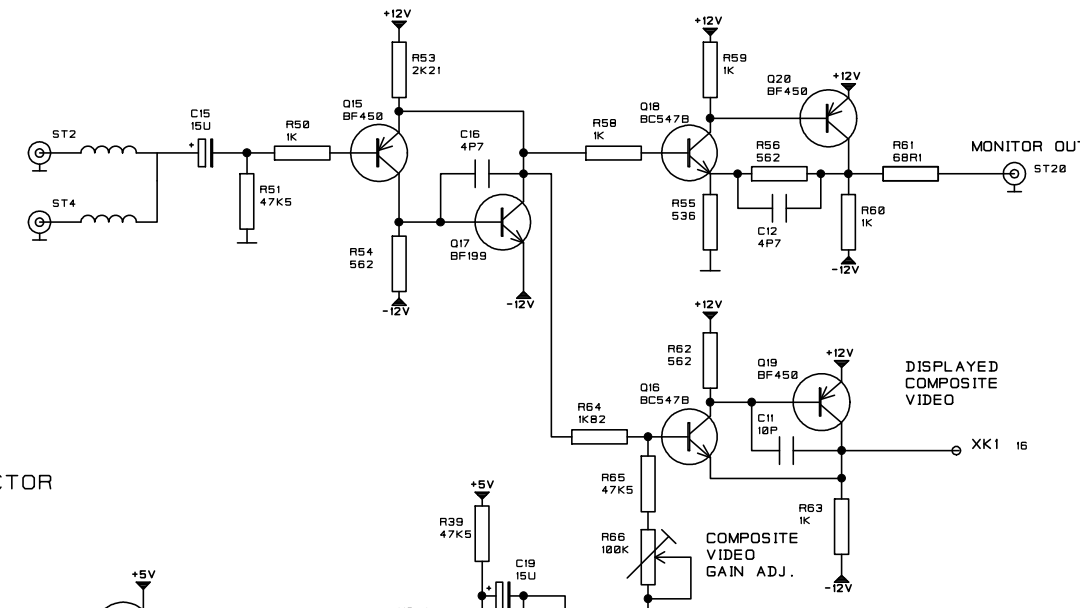 +12V
R53
2K21
C15
15U
R50
1K
Q15
BF450
ST2
C16
4P7
R51
47K5
ST4
R54
562
Q17
BF199
-12V
-12V
+12V
R59
1K
Q20
BF450
+12V
Q18
BC547B
R58
1K
R56
562
R61
68R1
MONITOR OUT
ST20
R55
536
C12
4P7
R60
1K
-12V
+12V
R62
562
Q19
BF450
+12V
DISPLAYED
COMPOSITE
VIDEO
Q16
BC547B
R64
1K82
C11
10P
XK1 16
R65
47K5
R63
1K
-12V
CTOR
+5V
R39
47K5
R66
100K
COMPOSITE
VIDEO
GAIN ADJ.
C19
15U
+5V